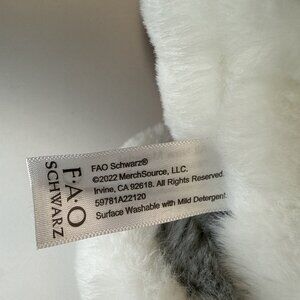 F·A·O
SCHWARZ
FAO Schwarz®
©2022 MerchSource, LLC.
Irvine, CA 92618. All Rights Reserved.
59781A22120
Surface Washable with Mild Detergent.